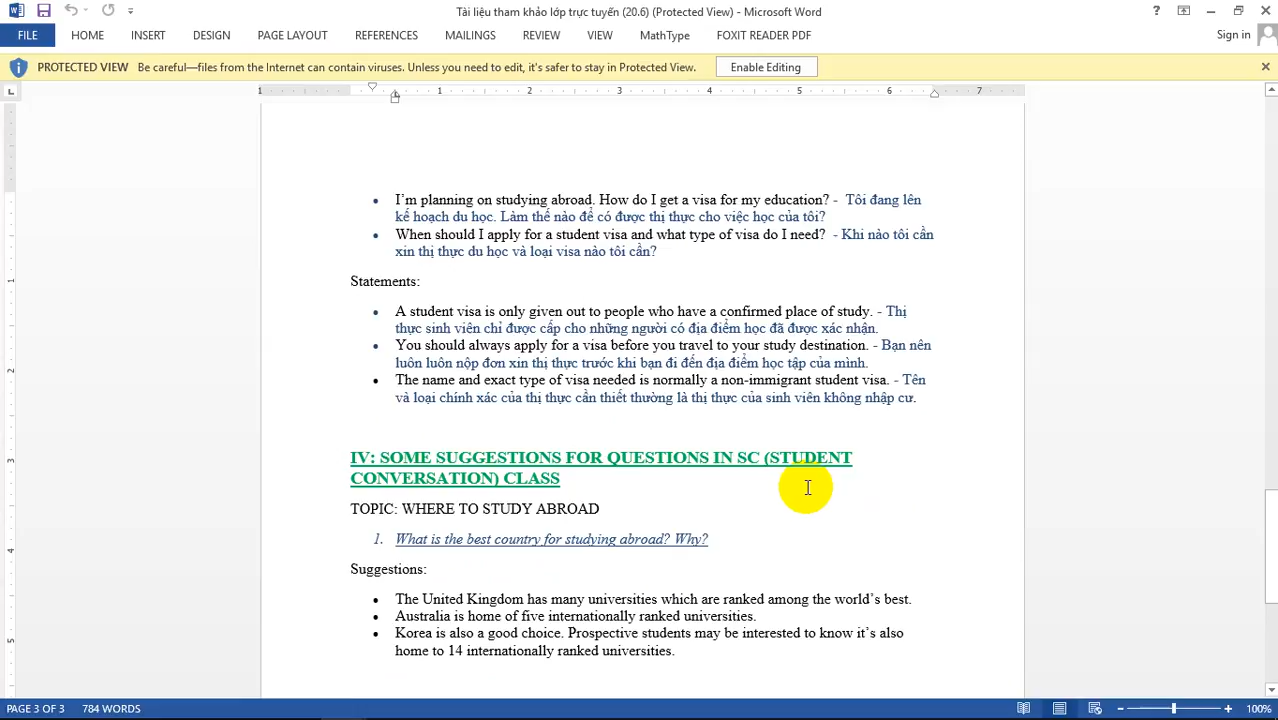 Tài liệu tham khảo lớp trực tuyến (20.6) (Protected View) - Microsoft Word
FILE HOME INSERT DESIGN PAGE LAYOUT REFERENCES MAILINGS REVIEW VIEW MathType FOXIT READER PDF Sign in
PROTECTED VIEW Be careful—files from the Internet can contain viruses. Unless you need to edit, it's safer to stay in Protected View. Enable Editing
1 1 2 3 4 5 6 7
• I’m planning on studying abroad. How do I get a visa for my education? - Tôi đang lên
kế hoạch du học. Làm thế nào để có được thị thực cho việc học của tôi?
• When should I apply for a student visa and what type of visa do I need? - Khi nào tôi cần
xin thị thực du học và loại visa nào tôi cần?
Statements:
• A student visa is only given out to people who have a confirmed place of study. - Thị
thực sinh viên chỉ được cấp cho những người có địa điểm học đã được xác nhận.
• You should always apply for a visa before you travel to your study destination. - Bạn nên
luôn luôn nộp đơn xin thị thực trước khi bạn đi đến địa điểm học tập của mình.
• The name and exact type of visa needed is normally a non-immigrant student visa. - Tên
và loại chính xác của thị thực cần thiết thường là thị thực của sinh viên không nhập cư.
IV: SOME SUGGESTIONS FOR QUESTIONS IN SC (STUDENT
CONVERSATION) CLASS
TOPIC: WHERE TO STUDY ABROAD
1. What is the best country for studying abroad? Why?
Suggestions:
• The United Kingdom has many universities which are ranked among the world’s best.
• Australia is home of five internationally ranked universities.
• Korea is also a good choice. Prospective students may be interested to know it’s also
home to 14 internationally ranked universities.
1
2
3
4
5
PAGE 3 OF 3 784 WORDS 100%